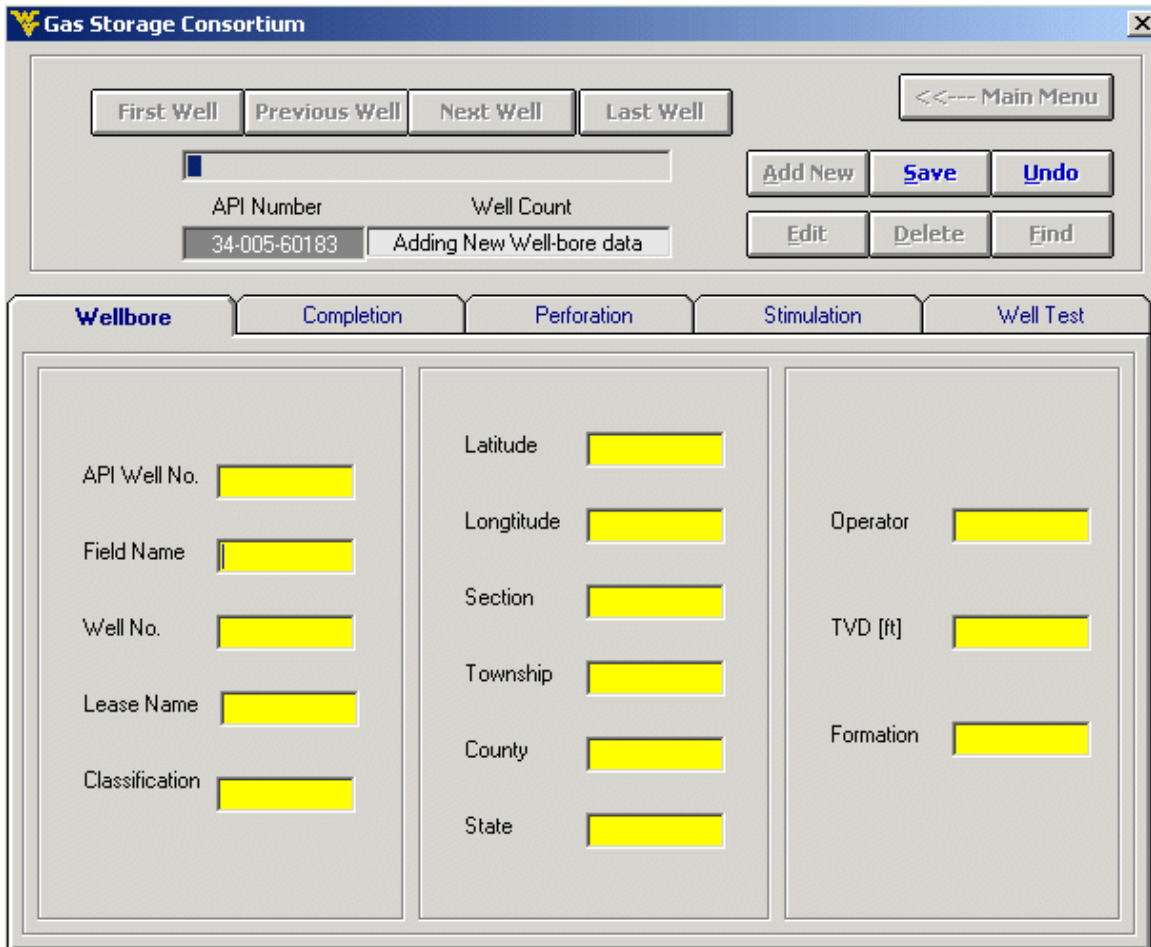 Gas Storage Consortium
First Well Previous Well Next Well Last Well
<<--- Main Menu
Add New Save Undo
API Number Well Count
34-005-60183 Adding New Well-bore data
Edit Delete Find
Wellbore Completion Perforation Stimulation Well Test
API Well No.
Field Name
Well No.
Lease Name
Classification
Latitude
Longtitude
Section
Township
County
State
Operator
TVD [ft]
Formation